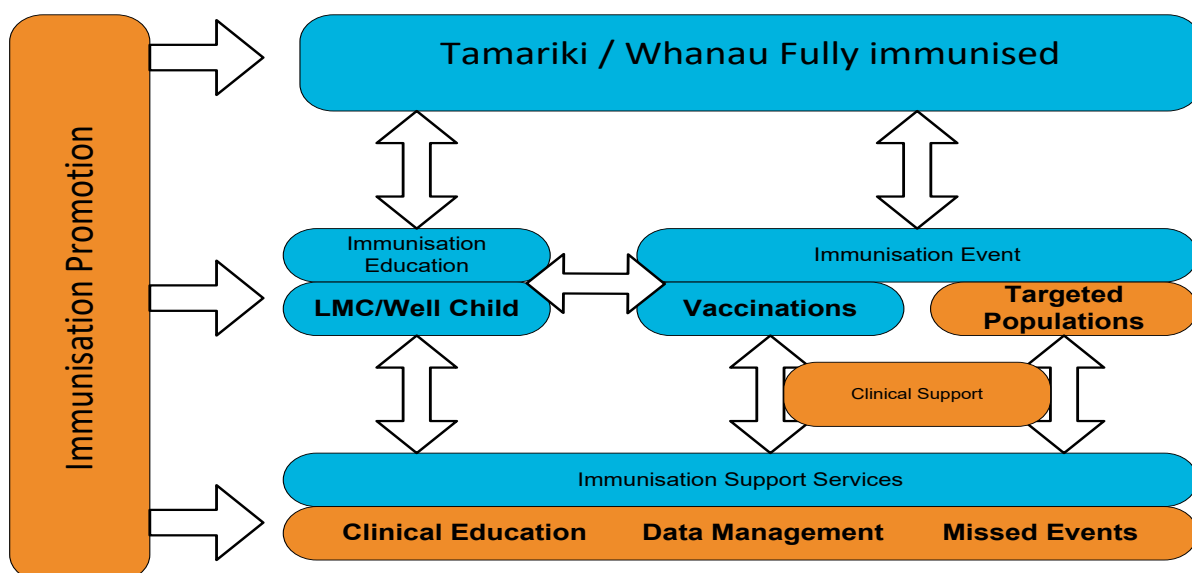 Immunisation Promotion
Tamariki / Whanau Fully immunised
Immunisation
Education
LMC/Well Child
Immunisation Event
Vaccinations
Targeted
Populations
Clinical Support
Immunisation Support Services
Clinical Education Data Management Missed Events